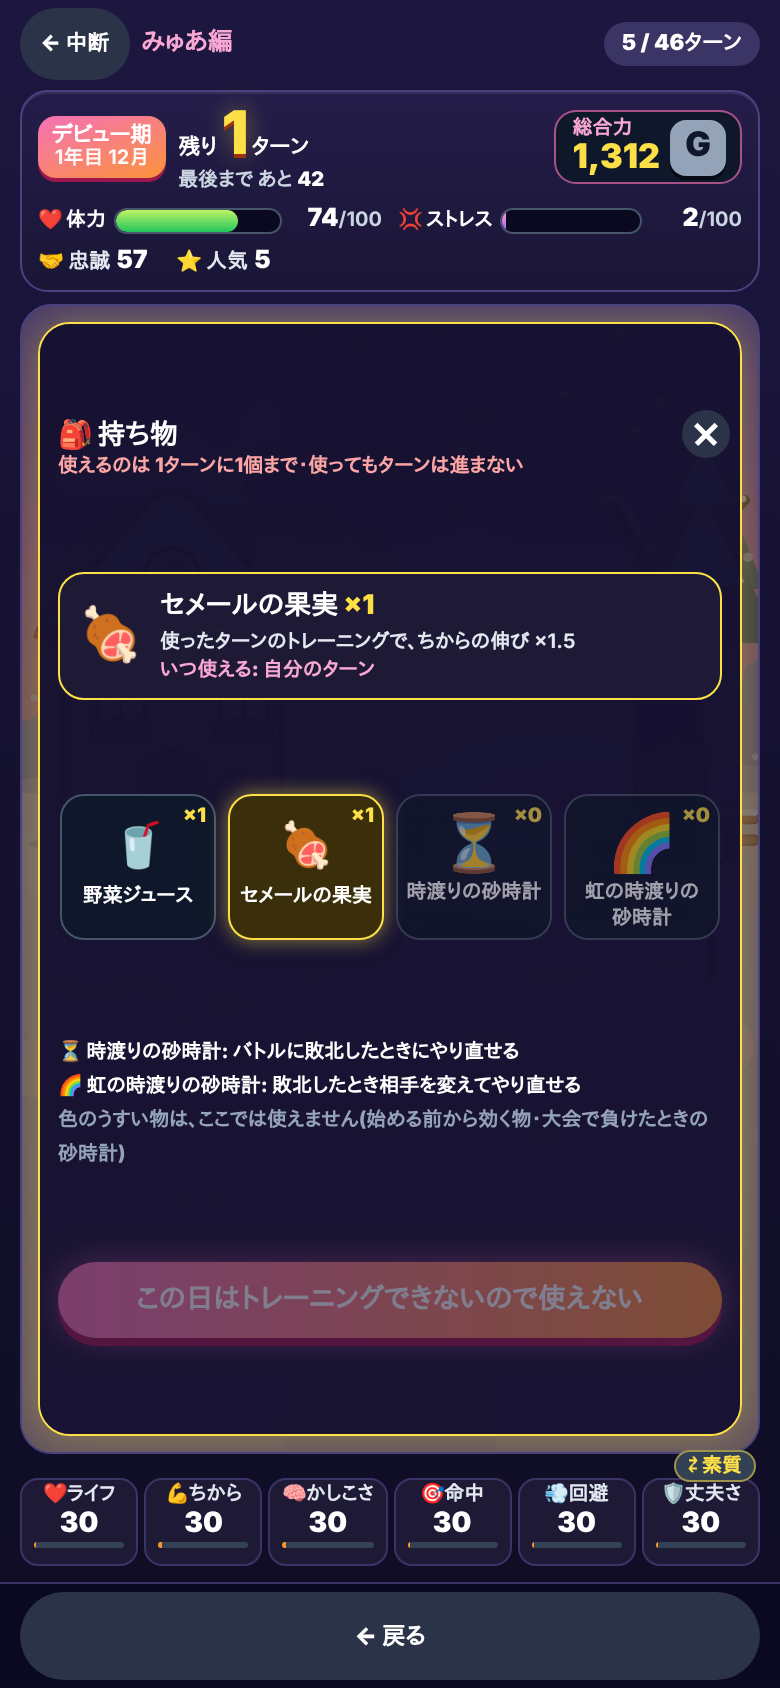 ← 中断
みゅあ編
5 / 46ターン
デビュー期
1年目 12月
残り1ターン
最後まであと 42
総合力
1,312
G
体力
74/100
ストレス
2/100
忠誠 57
人気 5
持ち物
使えるのは 1ターンに1個まで・使ってもターンは進まない
セメールの果実 ×1
使ったターンのトレーニングで、ちからの伸び ×1.5
いつ使える: 自分のターン
×1
野菜ジュース
×1
セメールの果実
×0
時渡りの砂時計
×0
虹の時渡りの
砂時計
時渡りの砂時計: バトルに敗北したときにやり直せる
虹の時渡りの砂時計: 敗北したとき相手を変えてやり直せる
色のうすい物は、ここでは使えません(始める前から効く物・大会で負けたときの
砂時計)
この日はトレーニングできないので使えない
⇄ 素質
ライフ
30
ちから
30
かしこさ
30
命中
30
回避
30
丈夫さ
30
← 戻る